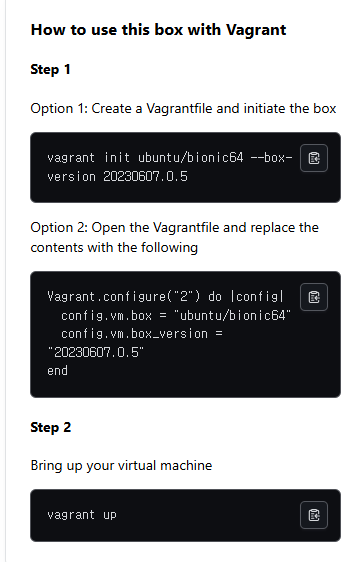 How to use this box with Vagrant
Step 1
Option 1: Create a Vagrantfile and initiate the box
vagrant init ubuntu/bionic64 --box-
version 20230607.0.5
Option 2: Open the Vagrantfile and replace the
contents with the following
Vagrant.configure("2") do |config|
  config.vm.box = "ubuntu/bionic64"
  config.vm.box_version =
"20230607.0.5"
end
Step 2
Bring up your virtual machine
vagrant up